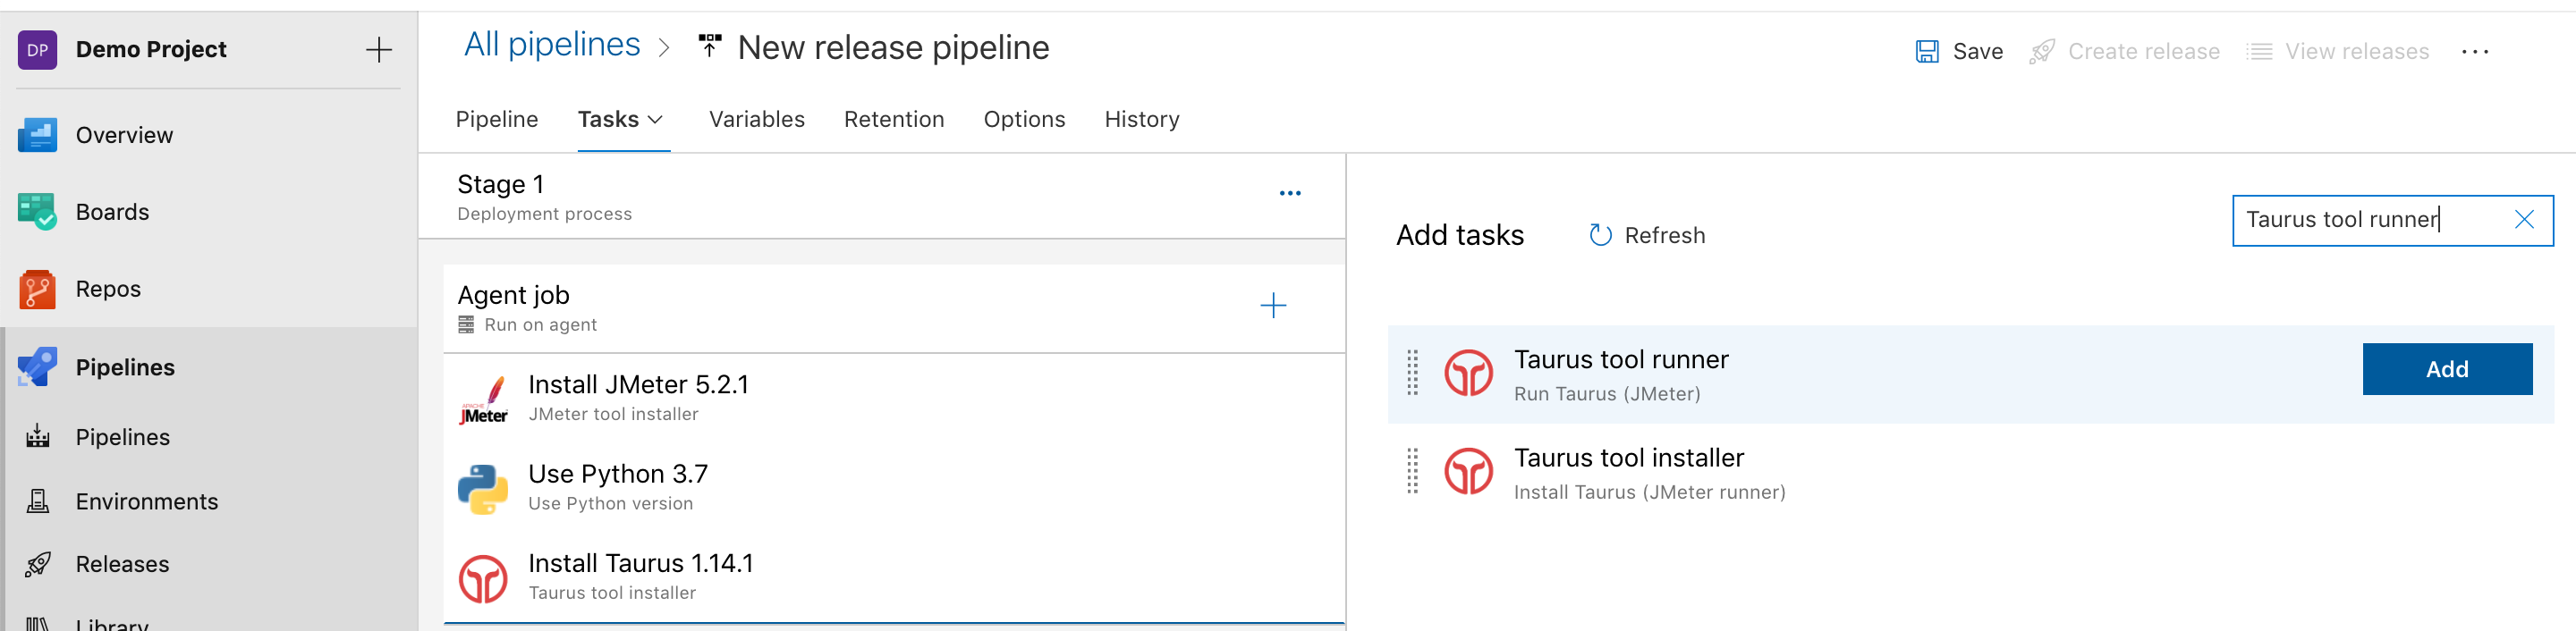 DP
Demo Project
Overview
Boards
Repos
Pipelines
Pipelines
Environments
Releases
Library
All pipelines
New release pipeline
Save
Create release
View releases
Pipeline
Tasks
Variables
Retention
Options
History
Stage 1
Deployment process
Agent job
Run on agent
APACHE
JMeter
Install JMeter 5.2.1
JMeter tool installer
Use Python 3.7
Use Python version
Install Taurus 1.14.1
Taurus tool installer
Add tasks
Refresh
Taurus tool runner
Taurus tool runner
Run Taurus (JMeter)
Add
Taurus tool installer
Install Taurus (JMeter runner)